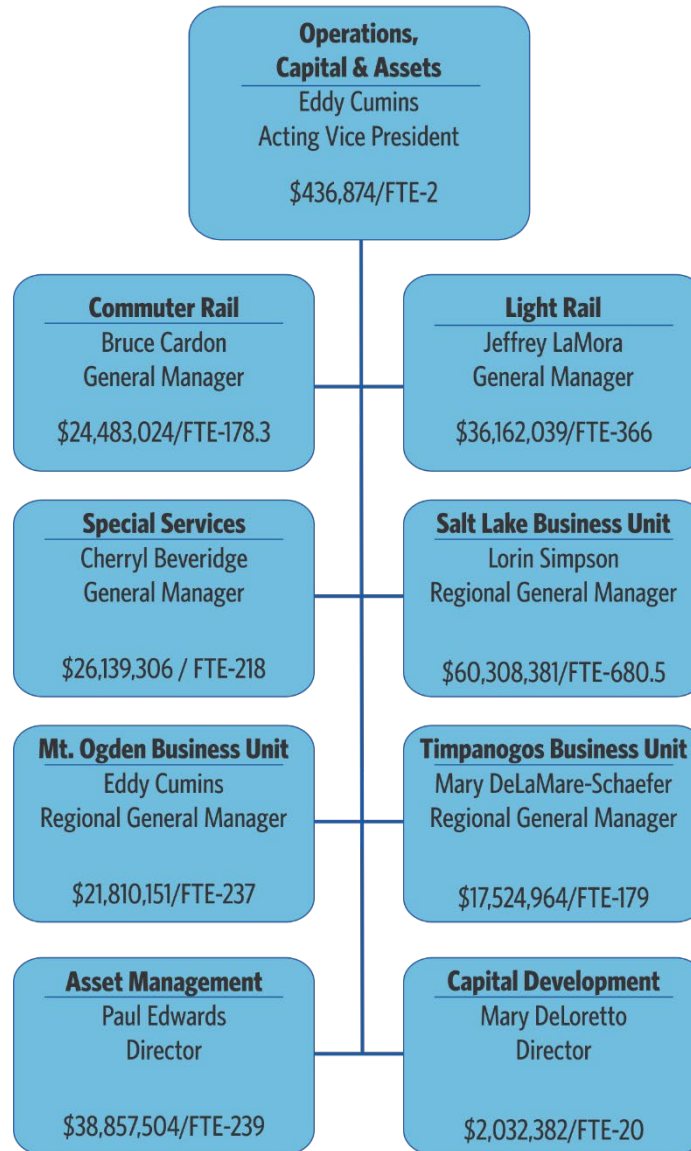 Operations,
Capital & Assets
Eddy Cumins
Acting Vice President
$436,874/FTE-2
Commuter Rail
Bruce Cardon
General Manager
$24,483,024/FTE-178.3
Light Rail
Jeffrey LaMora
General Manager
$36,162,039/FTE-366
Special Services
Cherryl Beveridge
General Manager
$26,139,306 / FTE-218
Salt Lake Business Unit
Lorin Simpson
Regional General Manager
$60,308,381/FTE-680.5
Mt. Ogden Business Unit
Eddy Cumins
Regional General Manager
$21,810,151/FTE-237
Timpanogos Business Unit
Mary DeLaMare-Schaefer
Regional General Manager
$17,524,964/FTE-179
Asset Management
Paul Edwards
Director
$38,857,504/FTE-239
Capital Development
Mary DeLoretto
Director
$2,032,382/FTE-20